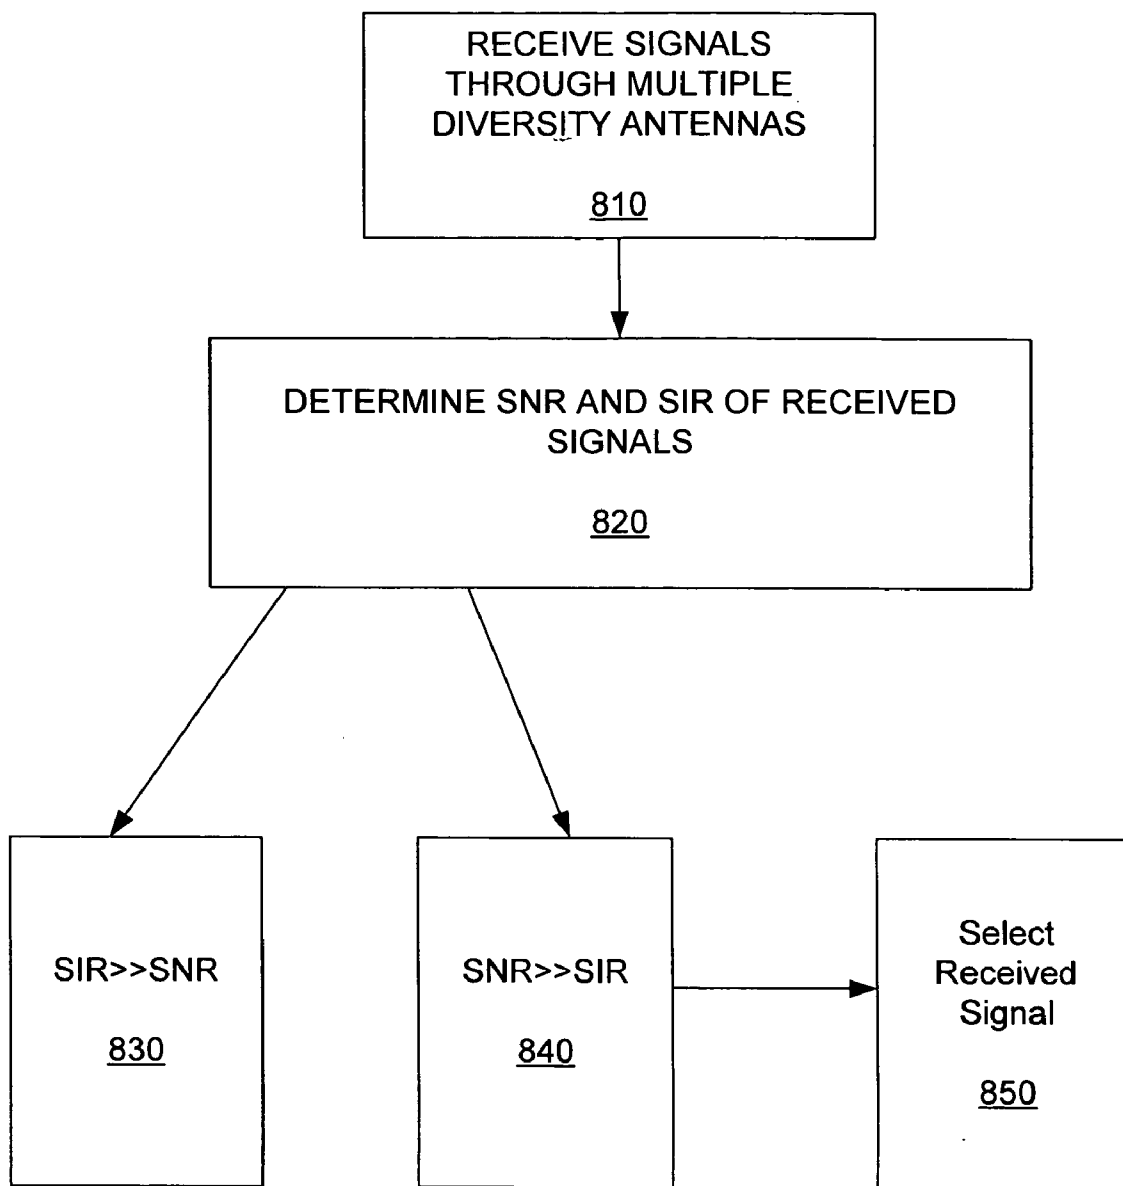 RECEIVE SIGNALS
THROUGH MULTIPLE
DIVERSITY ANTENNAS
810
DETERMINE SNR AND SIR OF RECEIVED
SIGNALS
820
SIR>>SNR
830
SNR>>SIR
840
Select
Received
Signal
850